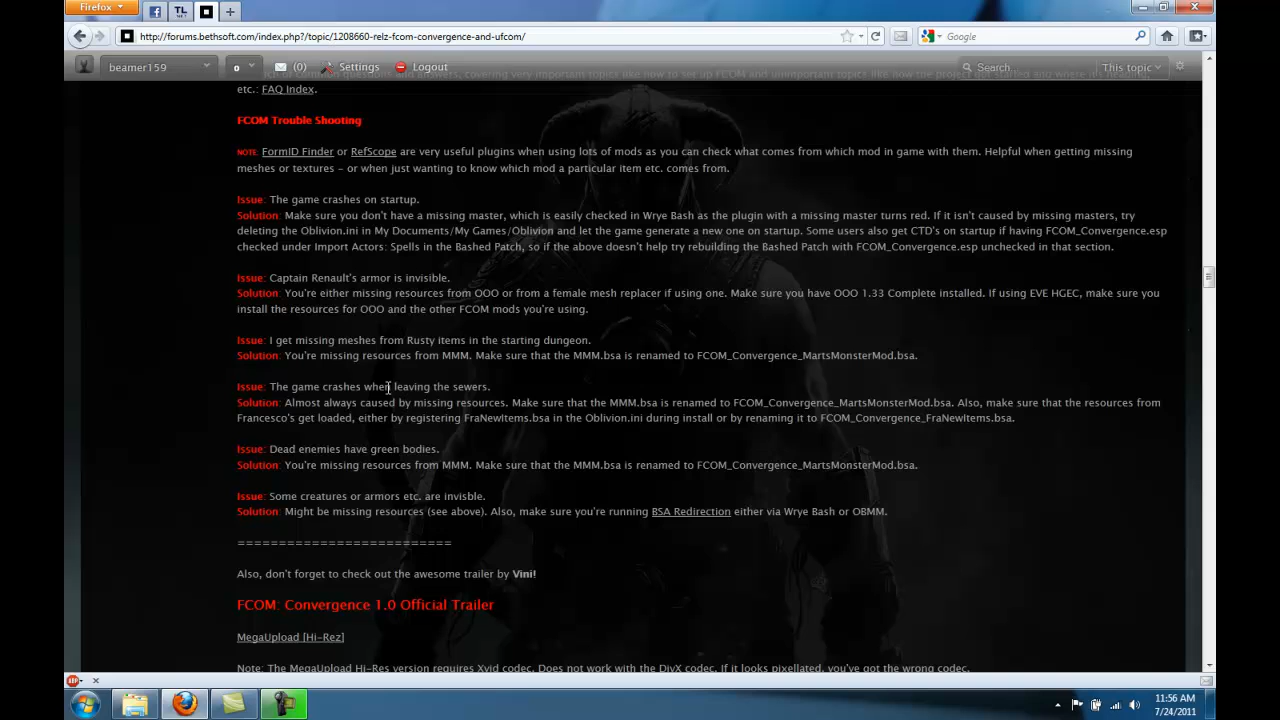 Firefox
TL
http://forums.bethsoft.com/index.php?/topic/1208660-relz-fcom-convergence-and-ufcom/
Google
beamer159
0
(0)
Settings
Logout
Search...
This topic
etc.: FAQ Index.
FCOM Trouble Shooting
NOTE: FormID Finder or RefScope are very useful plugins when using lots of mods as you can check what comes from which mod in game with them. Helpful when getting missing
meshes or textures - or when just wanting to know which mod a particular item etc. comes from.
Issue: The game crashes on startup.
Solution: Make sure you don't have a missing master, which is easily checked in Wrye Bash as the plugin with a missing master turns red. If it isn't caused by missing masters, try
deleting the Oblivion.ini in My Documents/My Games/Oblivion and let the game generate a new one on startup. Some users also get CTD's on startup if having FCOM_Convergence.esp
checked under Import Actors: Spells in the Bashed Patch, so if the above doesn't help try rebuilding the Bashed Patch with FCOM_Convergence.esp unchecked in that section.
Issue: Captain Renault's armor is invisible.
Solution: You're either missing resources from OOO or from a female mesh replacer if using one. Make sure you have OOO 1.33 Complete installed. If using EVE HGEC, make sure you
install the resources for OOO and the other FCOM mods you're using.
Issue: I get missing meshes from Rusty items in the starting dungeon.
Solution: You're missing resources from MMM. Make sure that the MMM.bsa is renamed to FCOM_Convergence_MartsMonsterMod.bsa.
Issue: The game crashes when leaving the sewers.
Solution: Almost always caused by missing resources. Make sure that the MMM.bsa is renamed to FCOM_Convergence_MartsMonsterMod.bsa. Also, make sure that the resources from
Francesco's get loaded, either by registering FraNewItems.bsa in the Oblivion.ini during install or by renaming it to FCOM_Convergence_FraNewItems.bsa.
Issue: Dead enemies have green bodies.
Solution: You're missing resources from MMM. Make sure that the MMM.bsa is renamed to FCOM_Convergence_MartsMonsterMod.bsa.
Issue: Some creatures or armors etc. are invisble.
Solution: Might be missing resources (see above). Also, make sure you're running BSA Redirection either via Wrye Bash or OBMM.
==========================
Also, don't forget to check out the awesome trailer by Vini!
FCOM: Convergence 1.0 Official Trailer
MegaUpload [Hi-Rez]
Note: The MegaUpload Hi-Res version requires Xvid codec. Does not work with the DivX codec. If it looks pixellated, you've got the wrong codec.
11:56 AM
7/24/2011